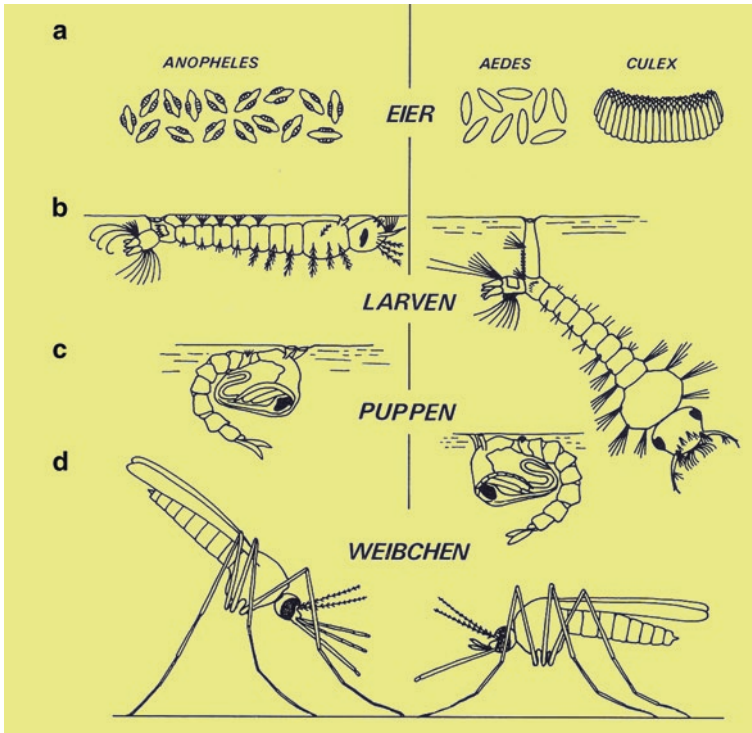 a
ANOPHELES
AEDES
CULEX
EIER
b
LARVEN
c
PUPPEN
d
WEIBCHEN